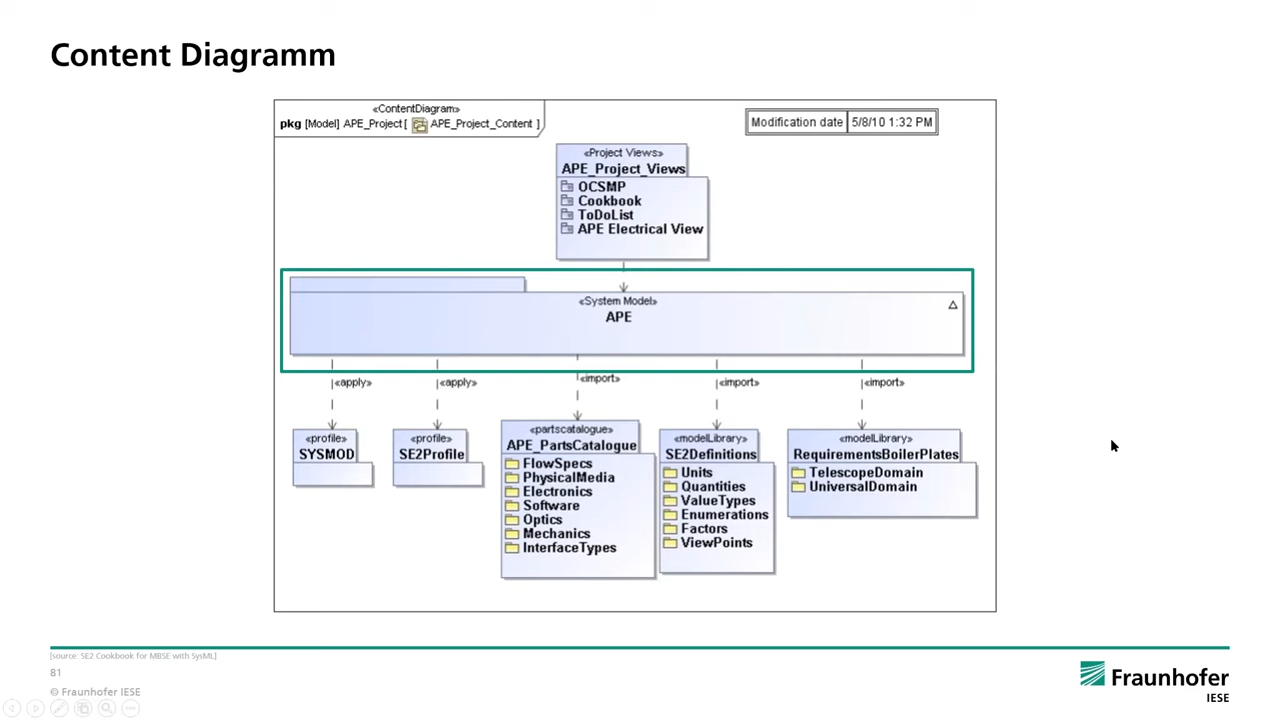 Content Diagramm
«ContentDiagram»
pkg [Model] APE_Project [ APE_Project_Content ]
Modification date 5/8/10 1:32 PM
«Project Views»
APE_Project_Views
OCSMP
Cookbook
ToDoList
APE Electrical View
«System Model»
APE
«apply»
«apply»
«import»
«import»
«import»
«profile»
SYSMOD
«profile»
SE2Profile
«partscatalogue»
APE_PartsCatalogue
FlowSpecs
PhysicalMedia
Electronics
Software
Optics
Mechanics
InterfaceTypes
«modelLibrary»
SE2Definitions
Units
Quantities
ValueTypes
Enumerations
Factors
ViewPoints
«modelLibrary»
RequirementsBoilerPlates
TelescopeDomain
UniversalDomain
[source: SE2 Cookbook for MBSE with SysML]
81
© Fraunhofer IESE
Fraunhofer
IESE